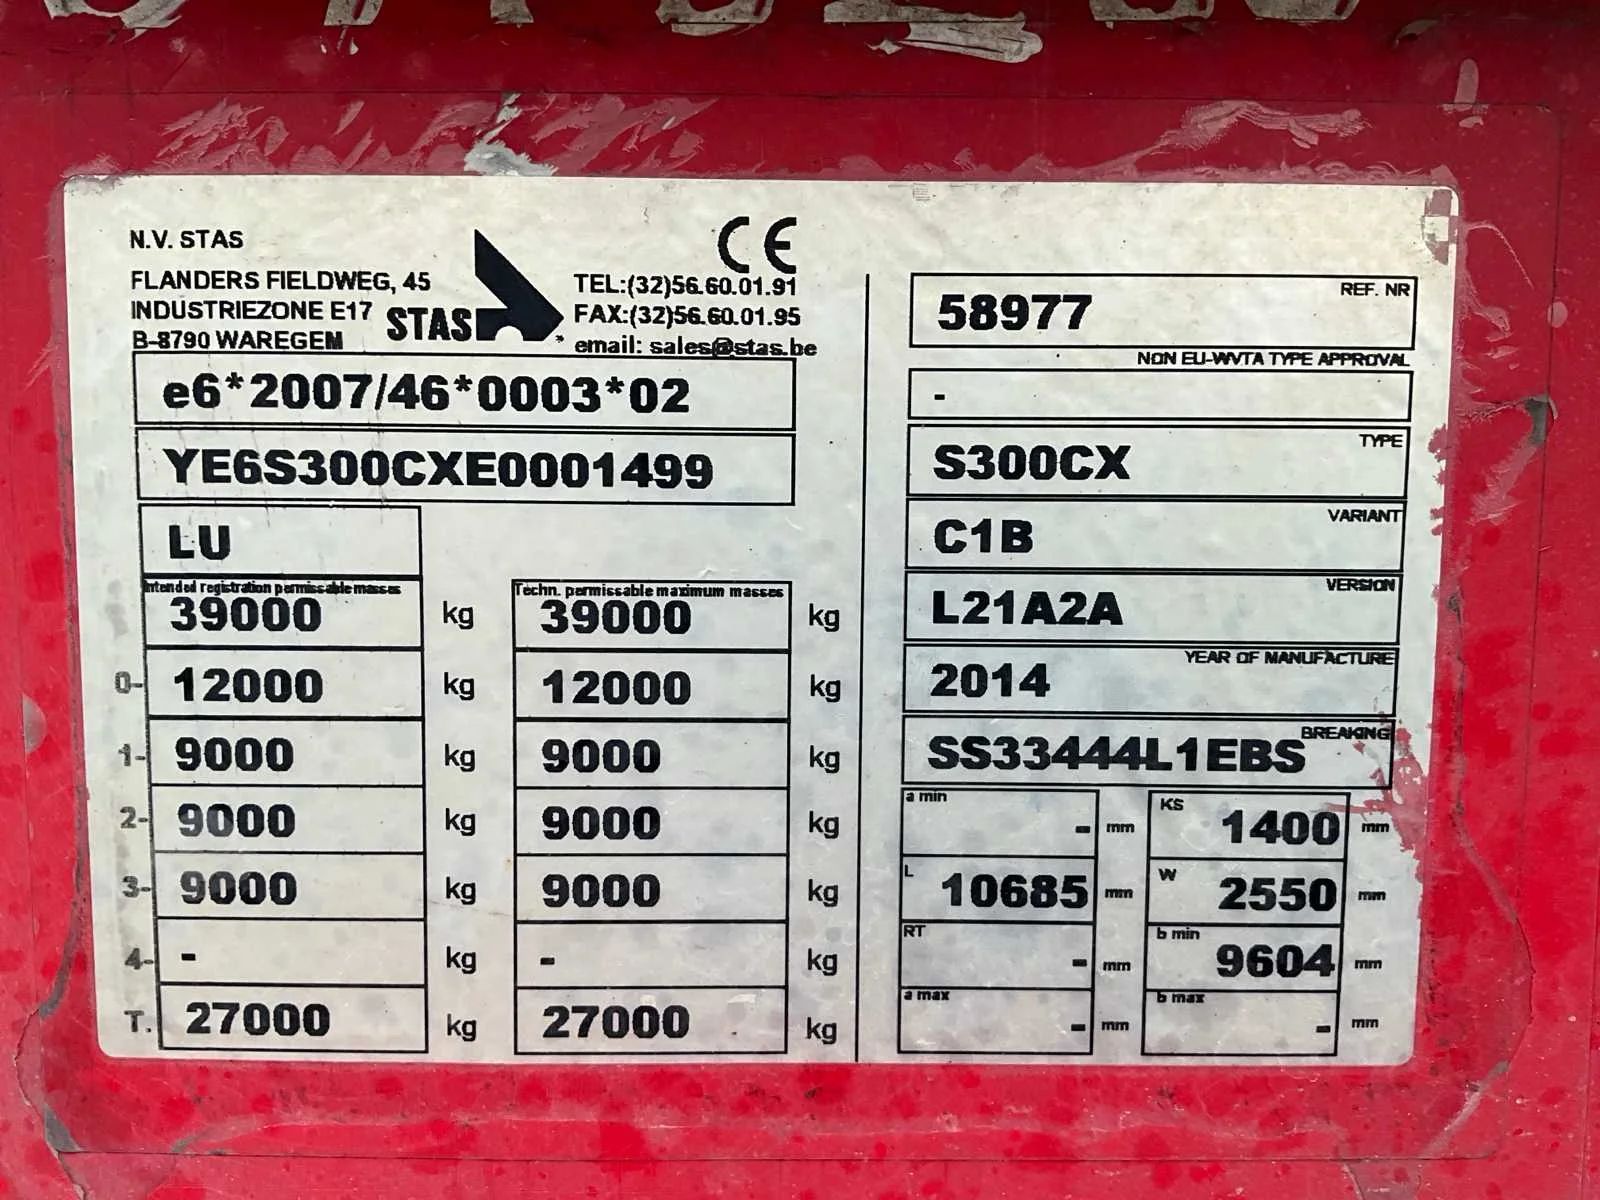 N.V. STAS
FLANDERS FIELDWEG, 45
INDUSTRIEZONE E17
B-8790 WAREGEM
STAS
CE
TEL:(32)56.60.01.91
FAX:(32)56.60.01.95
email: sales@stas.be
e6*2007/46*0003*02
YE6S300CXE0001499
LU
Intended registration permissable masses
Techn. permissable maximum masses
39000 kg 39000 kg
0- 12000 kg 12000 kg
1- 9000 kg 9000 kg
2- 9000 kg 9000 kg
3- 9000 kg 9000 kg
4- - kg - kg
T. 27000 kg 27000 kg
REF. NR
58977
NON EU-WVTA TYPE APPROVAL
-
TYPE
S300CX
VARIANT
C1B
VERSION
L21A2A
YEAR OF MANUFACTURE
2014
BREAKING
SS33444L1EBS
a min - mm KS 1400 mm
L 10685 mm W 2550 mm
RT - mm b min 9604 mm
a max - mm b max - mm